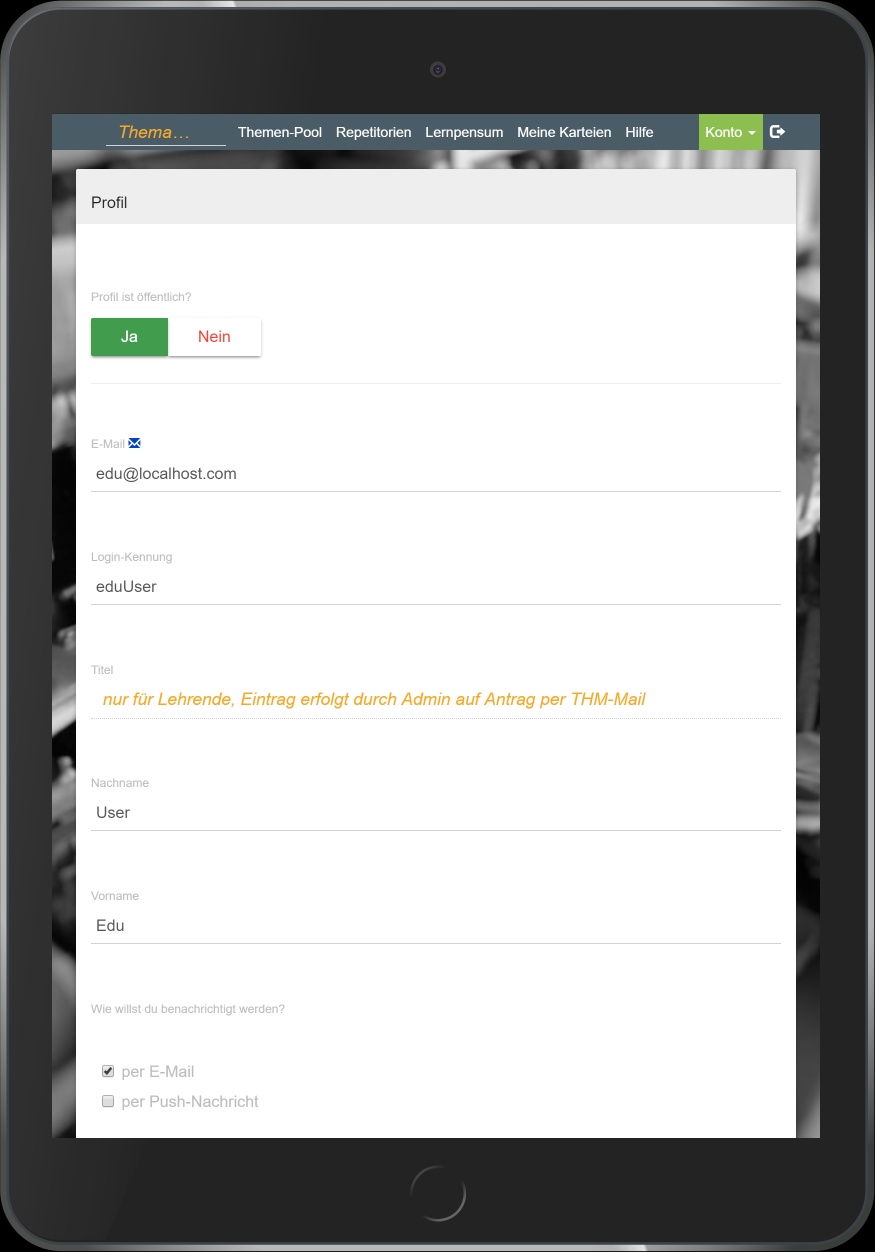 Thema… Themen-Pool Repetitorien Lernpensum Meine Karteien Hilfe Konto
Profil
Profil ist öffentlich?
Ja Nein
E-Mail
edu@localhost.com
Login-Kennung
eduUser
Titel
nur für Lehrende, Eintrag erfolgt durch Admin auf Antrag per THM-Mail
Nachname
User
Vorname
Edu
Wie willst du benachrichtigt werden?
per E-Mail
per Push-Nachricht